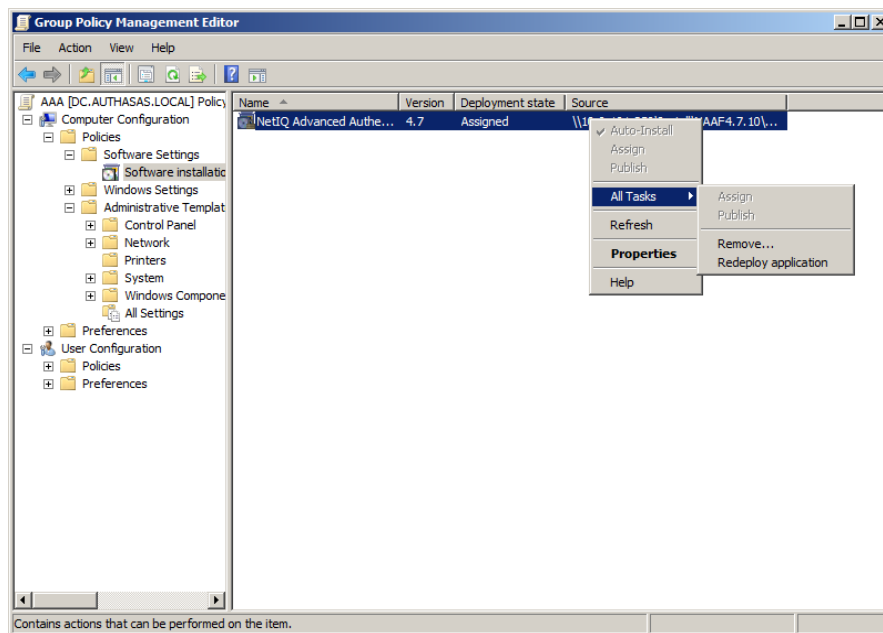 Group Policy Management Editor
File Action View Help
AAA [DC.AUTHASAS.LOCAL] Policy
Computer Configuration
Policies
Software Settings
Software installatio
Windows Settings
Administrative Templat
Control Panel
Network
Printers
System
Windows Compone
All Settings
Preferences
User Configuration
Policies
Preferences
Name Version Deployment state Source
NetIQ Advanced Authe... 4.7 Assigned AAF4.7.10\...
Auto-Install
Assign
Publish
All Tasks
Refresh
Properties
Help
Assign
Publish
Remove...
Redeploy application
Contains actions that can be performed on the item.